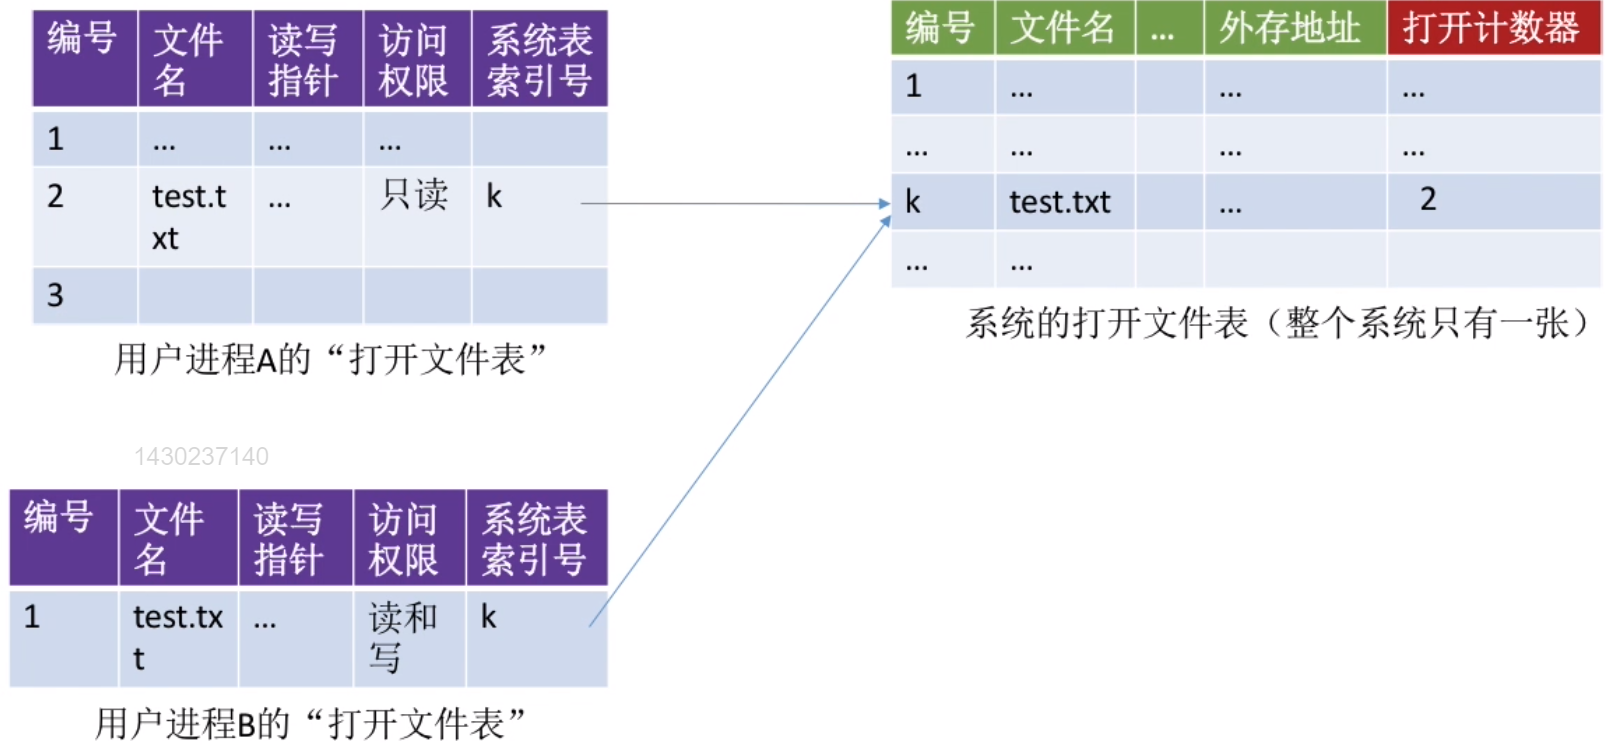 编号 文件名 读写指针 访问权限 系统表索引号
1 … … …
2 test.txt … 只读 k
3
用户进程A的“打开文件表”
编号 文件名 … 外存地址 打开计数器
1 … … …
… … … …
k test.txt … 2
… …
系统的打开文件表（整个系统只有一张）
1430237140
编号 文件名 读写指针 访问权限 系统表索引号
1 test.txt … 读和写 k
用户进程B的“打开文件表”